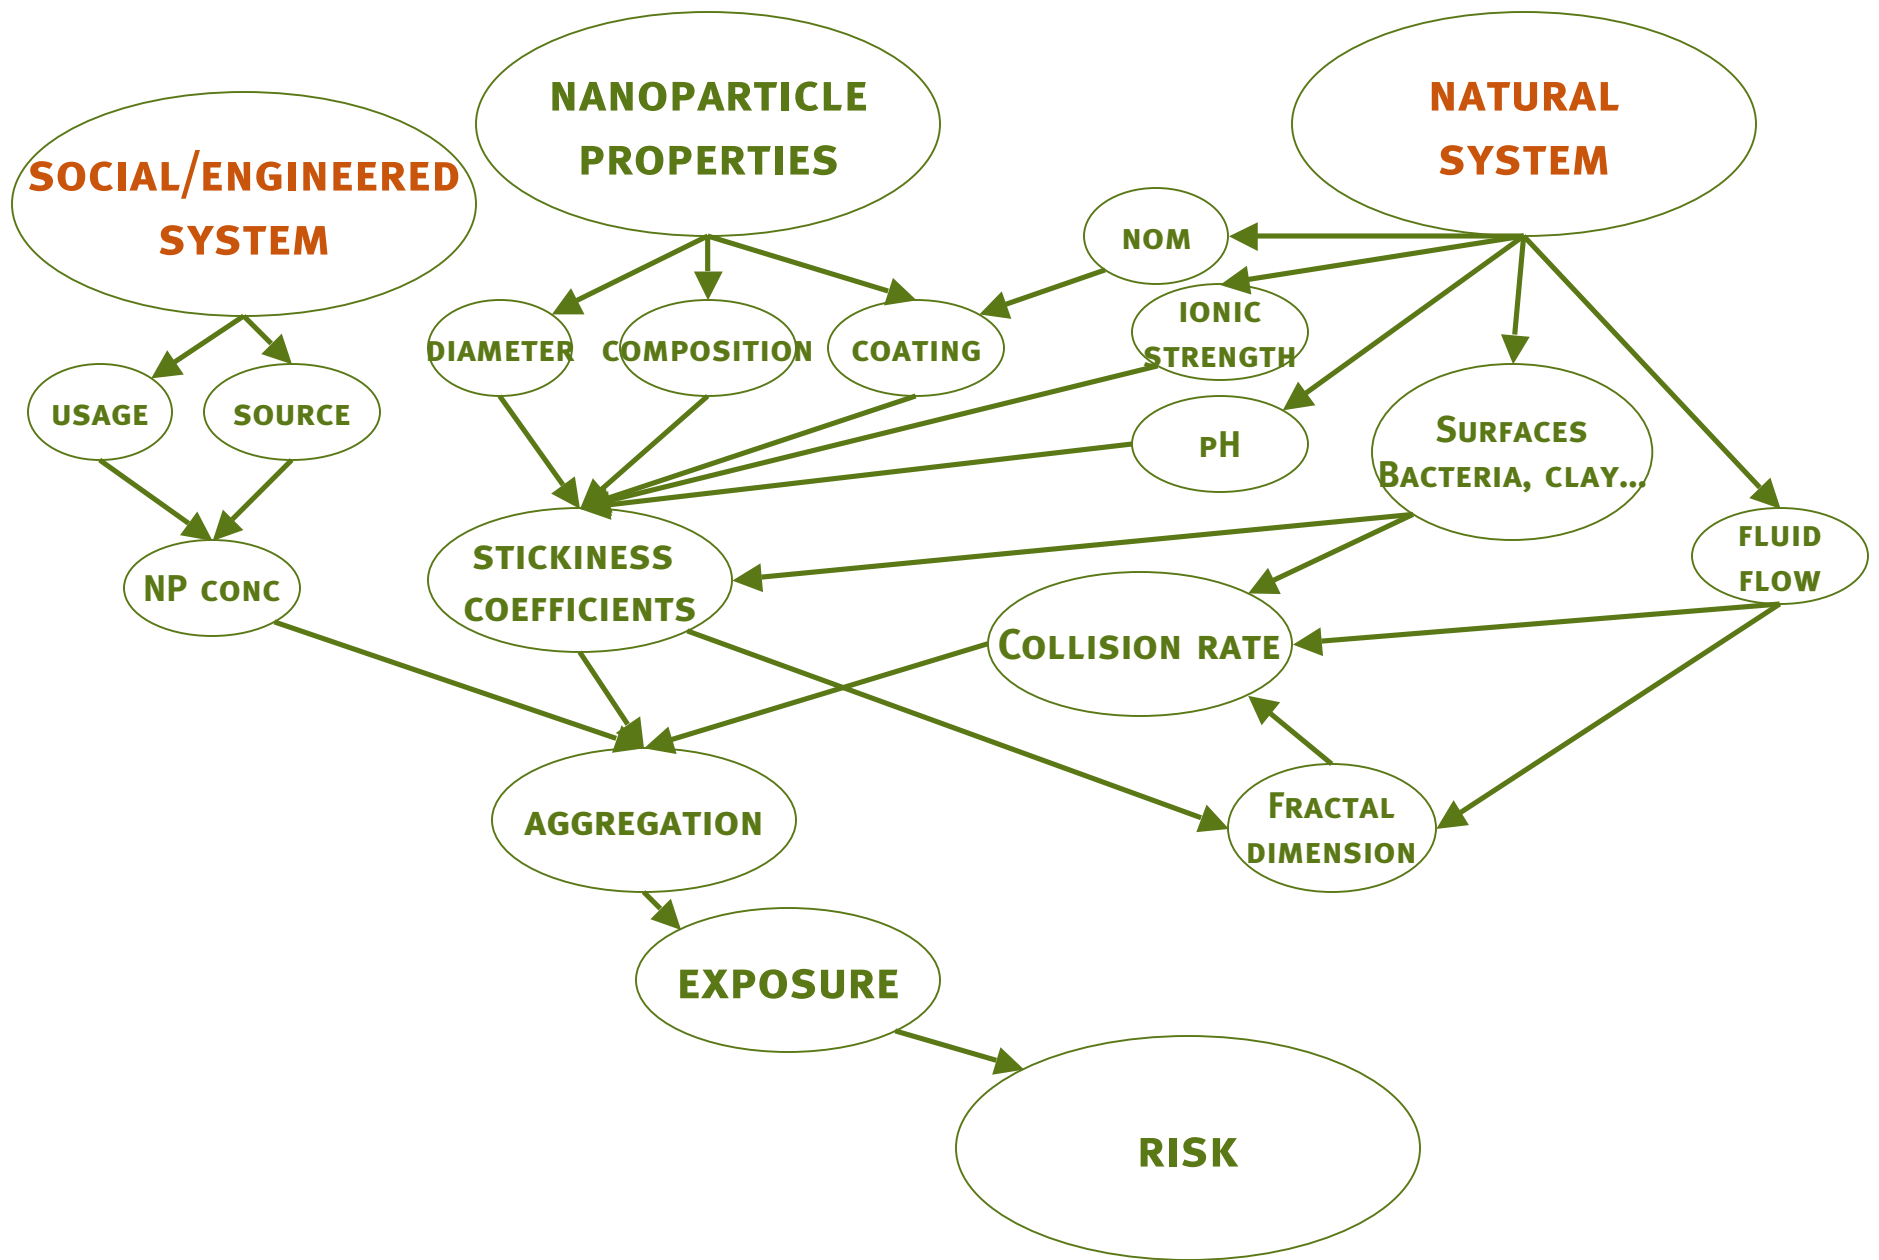 NANOPARTICLE
PROPERTIES
NATURAL
SYSTEM
SOCIAL/ENGINEERED
SYSTEM
NOM
IONIC
STRENGTH
DIAMETER
COMPOSITION
COATING
USAGE
SOURCE
pH
SURFACES
BACTERIA, CLAY...
FLUID
FLOW
STICKINESS
COEFFICIENTS
NP CONC
COLLISION RATE
AGGREGATION
FRACTAL
DIMENSION
EXPOSURE
RISK